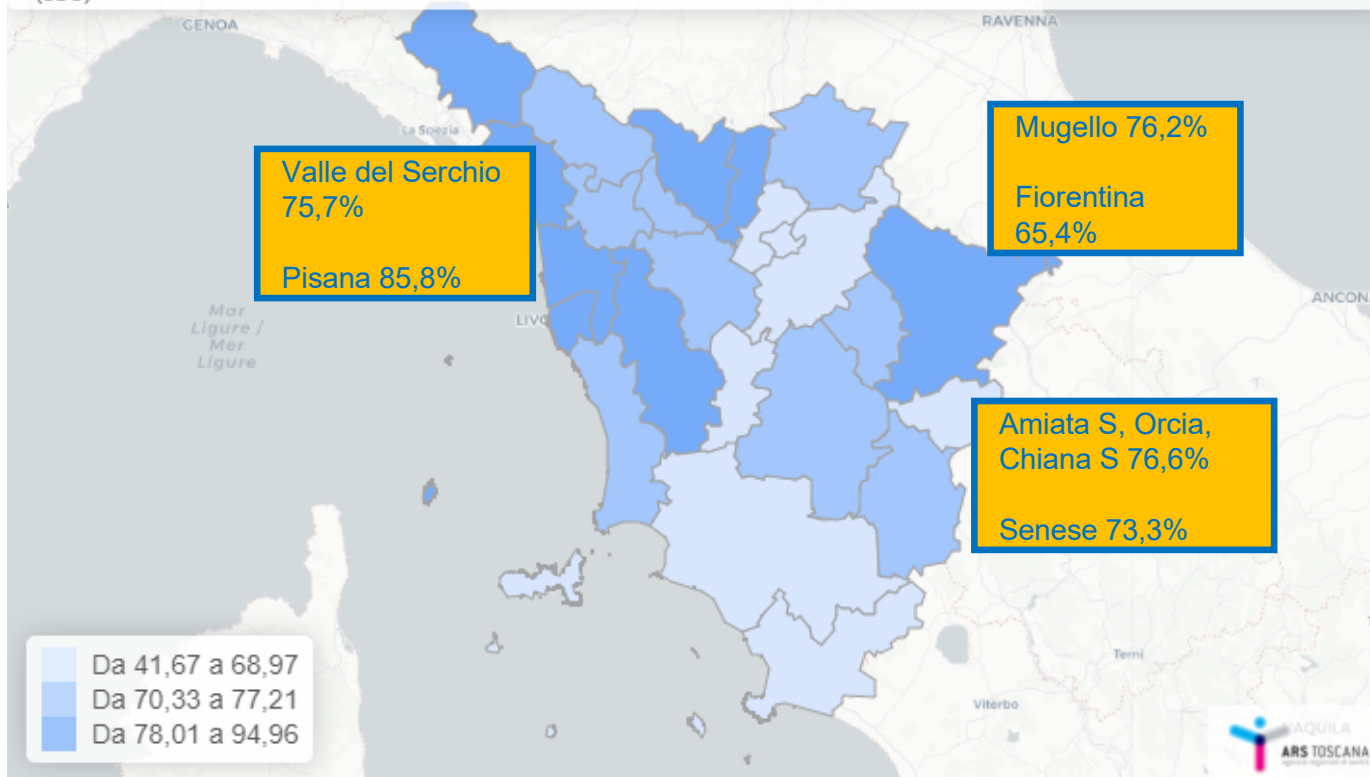 GENOA
RAVENNA
La Spezia
Mugello 76,2%
Fiorentina
65,4%
Valle del Serchio
75,7%
Pisana 85,8%
Mar
Ligure /
Mer
Ligure
LIVO
ANCON
Amiata S, Orcia,
Chiana S 76,6%
Senese 73,3%
Da 41,67 a 68,97
Da 70,33 a 77,21
Da 78,01 a 94,96
Terni
Viterbo
AQUILA
ARS TOSCANA